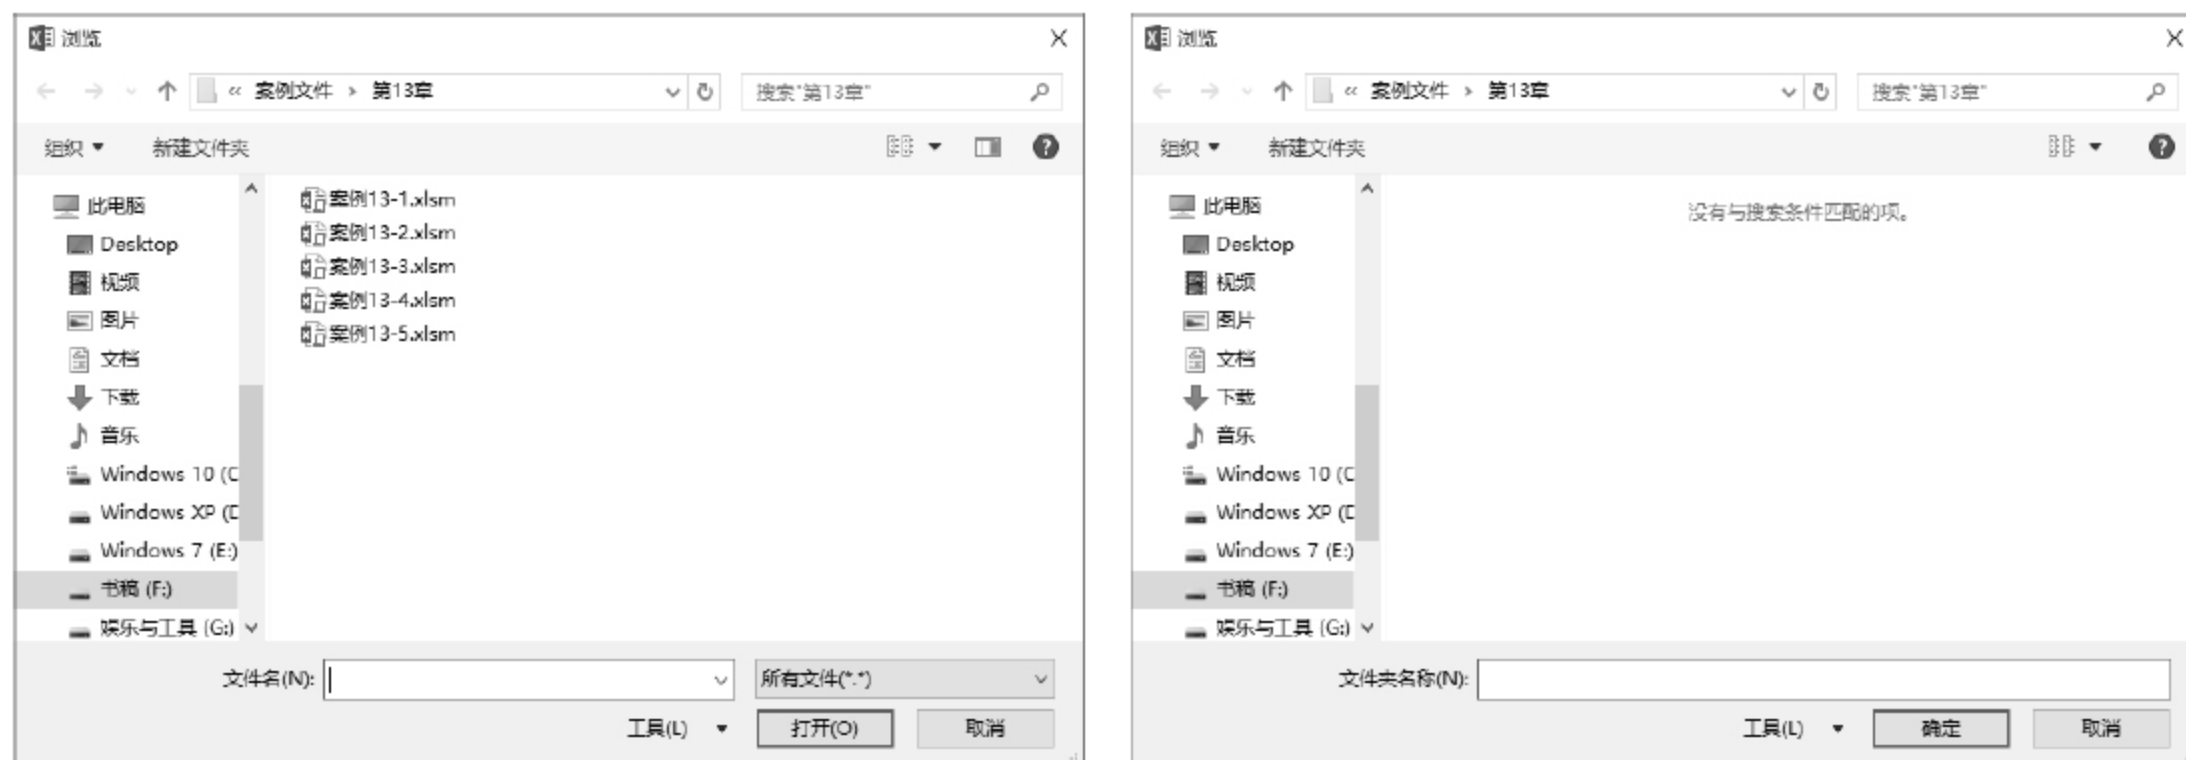 浏览
« 案例文件 › 第13章
搜索"第13章"
组织
新建文件夹
此电脑
Desktop
视频
图片
文档
下载
音乐
Windows 10 (C
Windows XP (D
Windows 7 (E:)
书稿 (F:)
娱乐与工具 (G:)
案例13-1.xlsm
案例13-2.xlsm
案例13-3.xlsm
案例13-4.xlsm
案例13-5.xlsm
文件名(N):
所有文件(*.*)
工具(L)
打开(O)
取消
浏览
« 案例文件 › 第13章
搜索"第13章"
组织
新建文件夹
此电脑
Desktop
视频
图片
文档
下载
音乐
Windows 10 (C
Windows XP (D
Windows 7 (E:)
书稿 (F:)
娱乐与工具 (G:)
没有与搜索条件匹配的项。
文件夹名称(N):
工具(L)
确定
取消